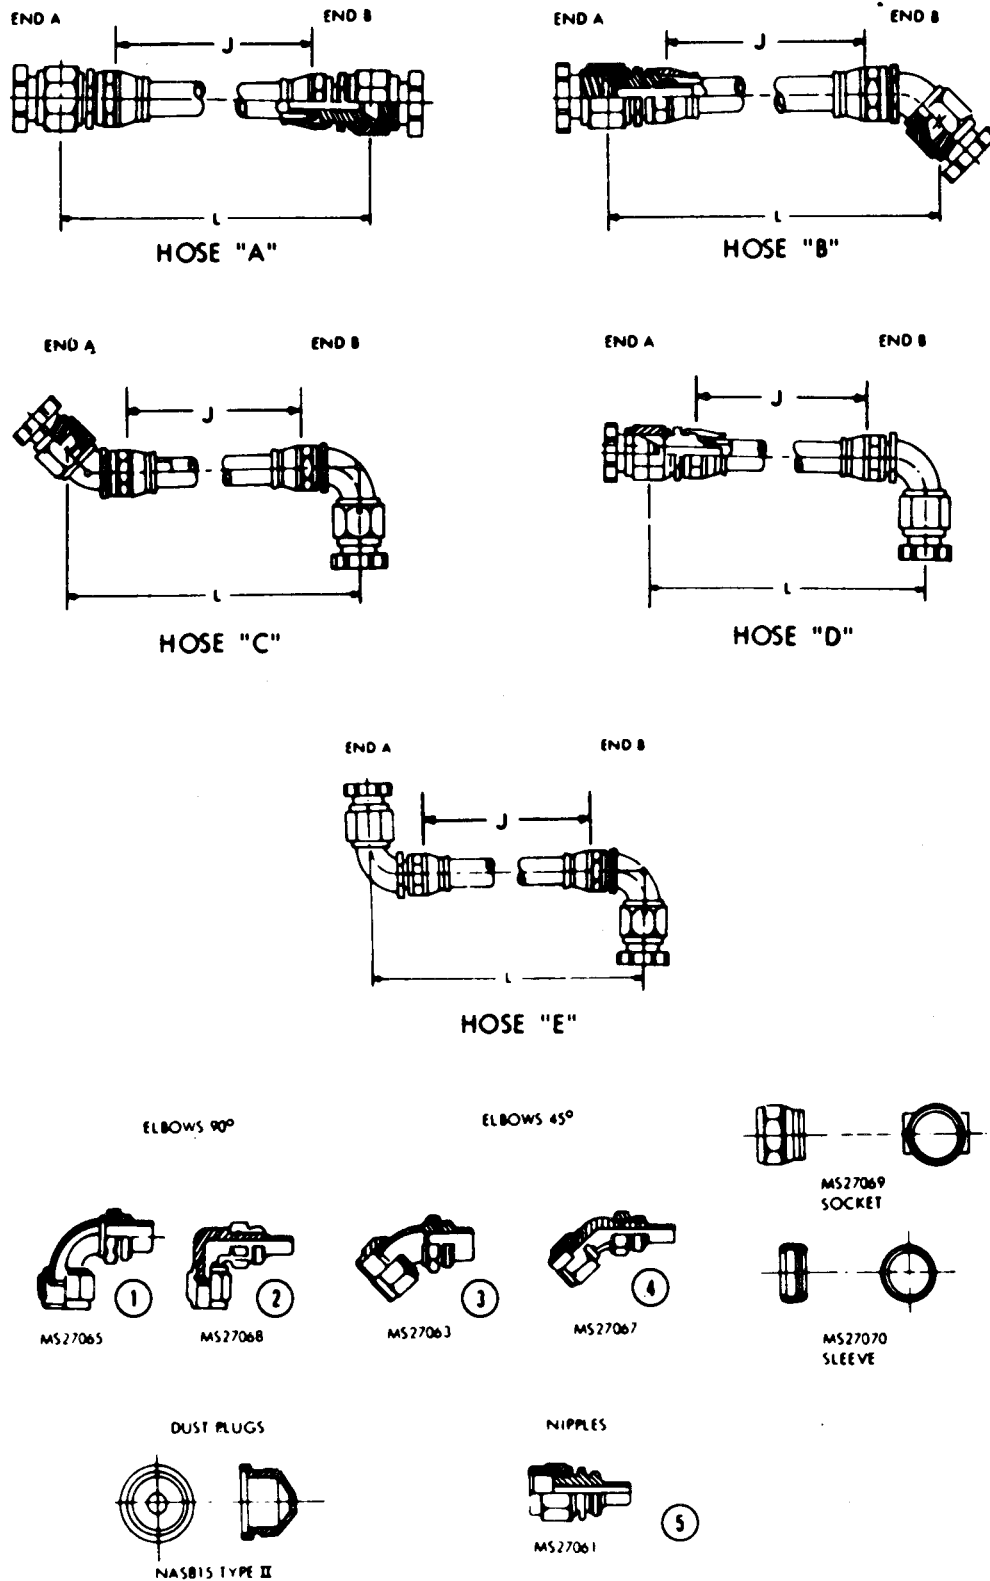 END A
END B
END A
END B
J
J
L
L
HOSE "A"
HOSE "B"
END A
END B
END A
END B
J
J
L
L
HOSE "C"
HOSE "D"
END A
END B
J
L
HOSE "E"
ELBOWS 90°
ELBOWS 45°
MS27069
SOCKET
1
2
3
4
MS27065
MS27068
MS27063
MS27067
MS27070
SLEEVE
DUST PLUGS
NIPPLES
5
MS27061
NAS815 TYPE II